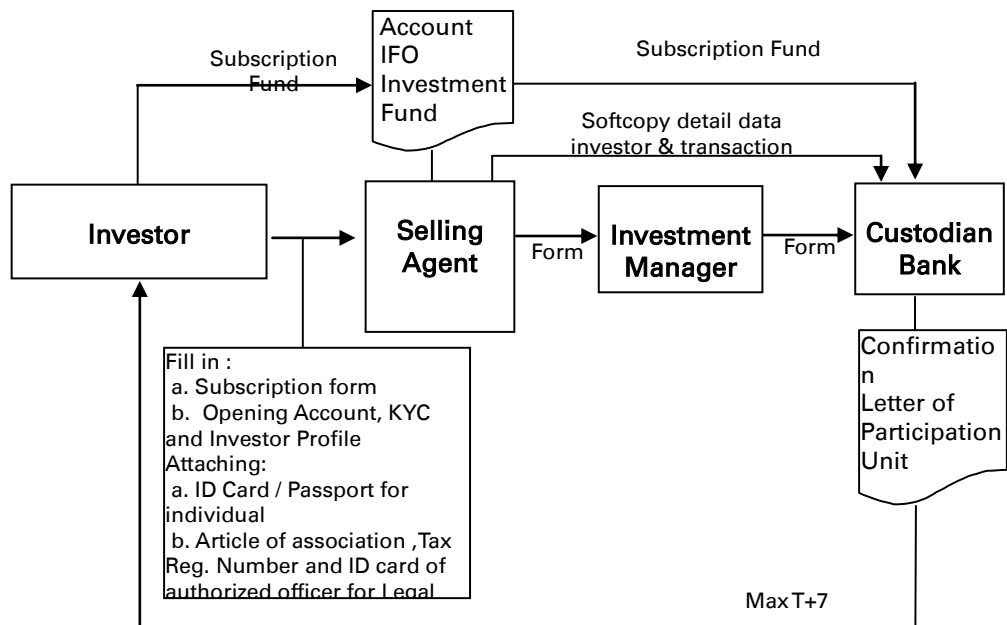 Account
IFO
Investment
Fund
Subscription
Fund
Subscription Fund
Softcopy detail data
investor & transaction
Investor
Selling
Agent
Form
Investment
Manager
Form
Custodian
Bank
Fill in :
a. Subscription form
b. Opening Account, KYC
and Investor Profile
Attaching:
a. ID Card / Passport for
individual
b. Article of association ,Tax
Reg. Number and ID card of
authorized officer for Legal
Confirmatio
n
Letter of
Participation
Unit
Max T+7